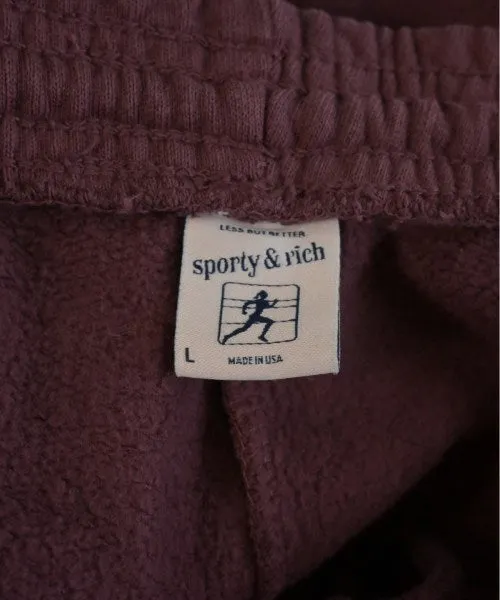 LESS BUT BETTER
sporty & rich
L
MADE IN USA